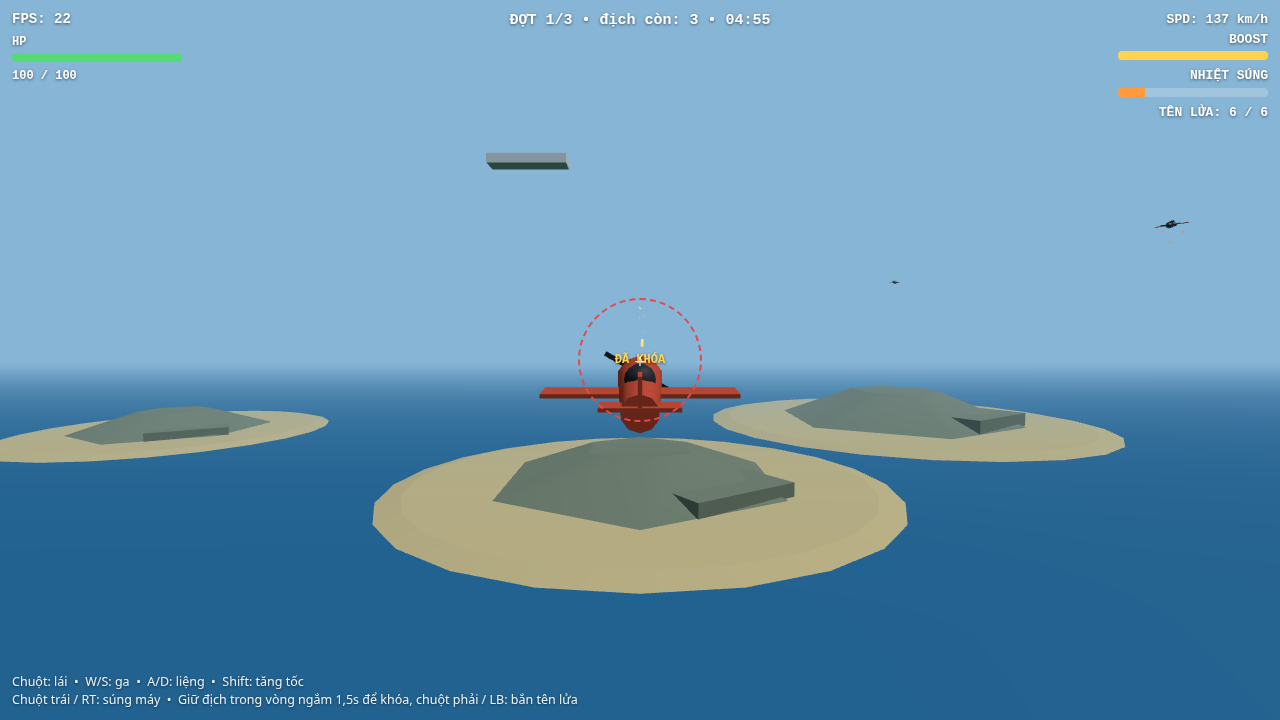 FPS: 22
HP
100 / 100
ĐỢT 1/3 • địch còn: 3 • 04:55
SPD: 137 km/h
BOOST
NHIỆT SÚNG
TÊN LỬA: 6 / 6
ĐÃ KHÓA
Chuột: lái • W/S: ga • A/D: liệng • Shift: tăng tốc
Chuột trái / RT: súng máy • Giữ địch trong vòng ngắm 1,5s để khóa, chuột phải / LB: bắn tên lửa